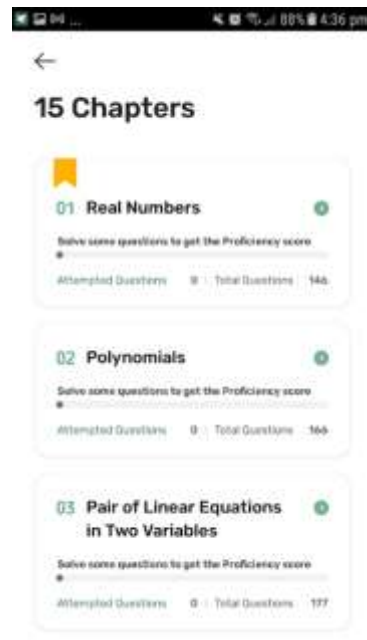 ... 88% 4:36 pm
15 Chapters
01 Real Numbers
Solve some questions to get the Proficiency score
Attempted Questions 0 Total Questions 146
02 Polynomials
Solve some questions to get the Proficiency score
Attempted Questions 0 Total Questions 166
03 Pair of Linear Equations
in Two Variables
Solve some questions to get the Proficiency score
Attempted Questions 0 Total Questions 177